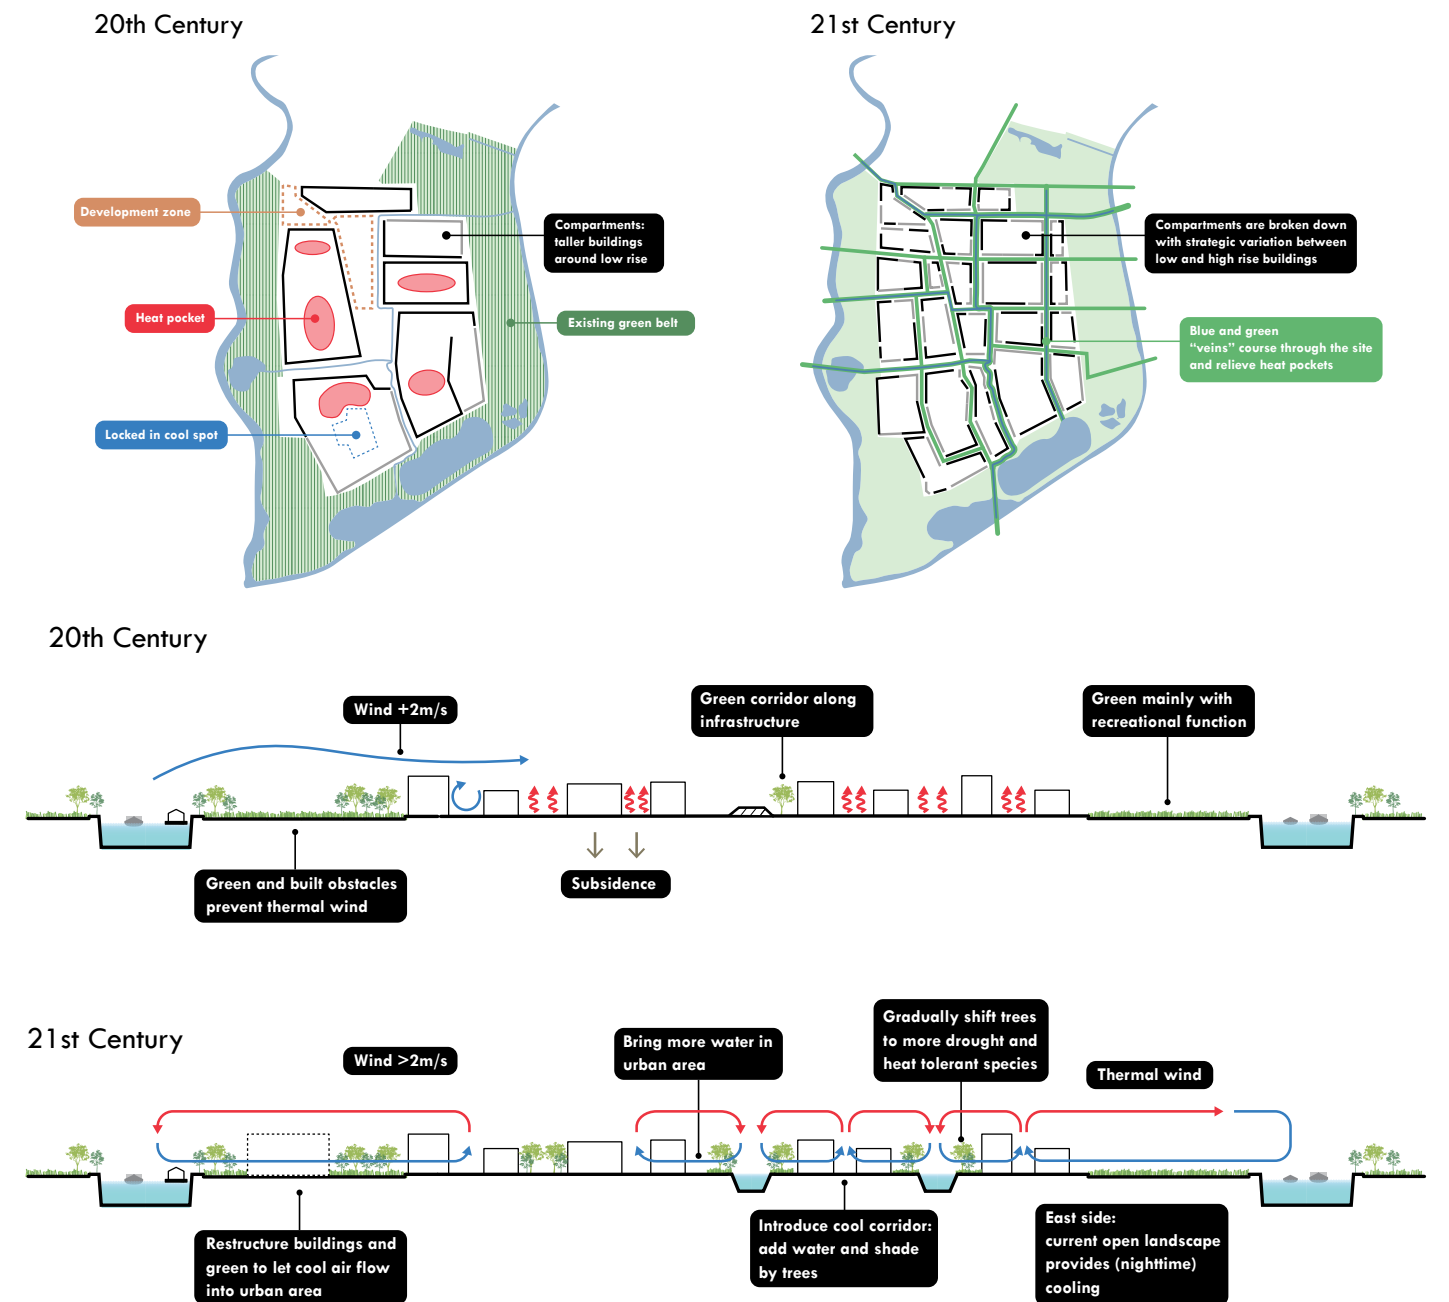 20th Century
21st Century
Development zone
Compartments:
taller buildings
around low rise
Heat pocket
Existing green belt
Locked in cool spot
Compartments are broken down
with strategic variation between
low and high rise buildings
Blue and green
“veins” course through the site
and relieve heat pockets
20th Century
Wind +2m/s
Green corridor along
infrastructure
Green mainly with
recreational function
Green and built obstacles
prevent thermal wind
Subsidence
21st Century
Wind >2m/s
Bring more water in
urban area
Gradually shift trees
to more drought and
heat tolerant species
Thermal wind
Restructure buildings and
green to let cool air flow
into urban area
Introduce cool corridor:
add water and shade
by trees
East side:
current open landscape
provides (nighttime)
cooling